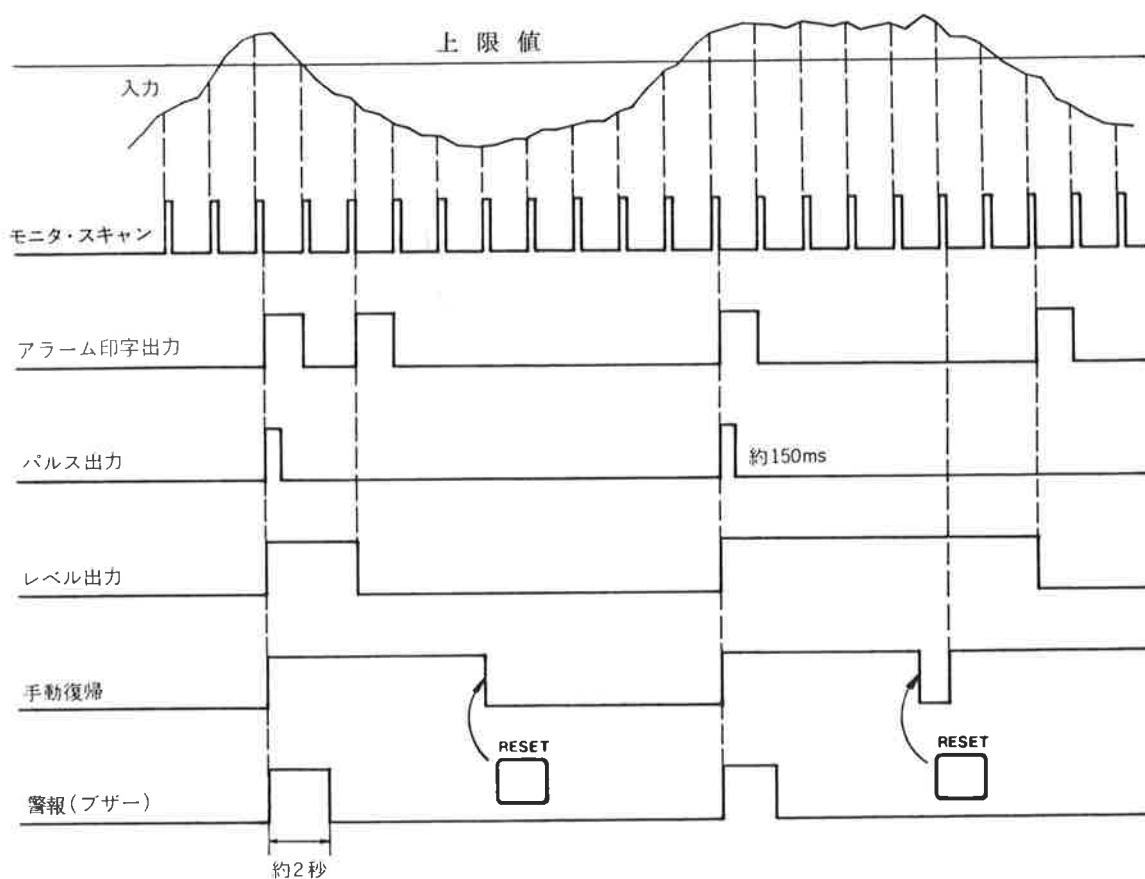 上限値
入力
モニタ・スキャン
アラーム印字出力
パルス出力
約150ms
レベル出力
手動復帰
RESET
RESET
警報(ブザー)
約2秒